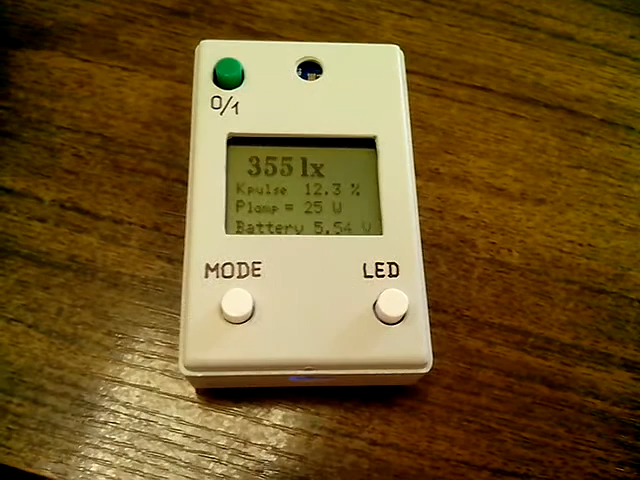 0/1
355 lx
Kpulse 12.3 %
Plamp = 25 W
Battery 5.54 V
MODE LED